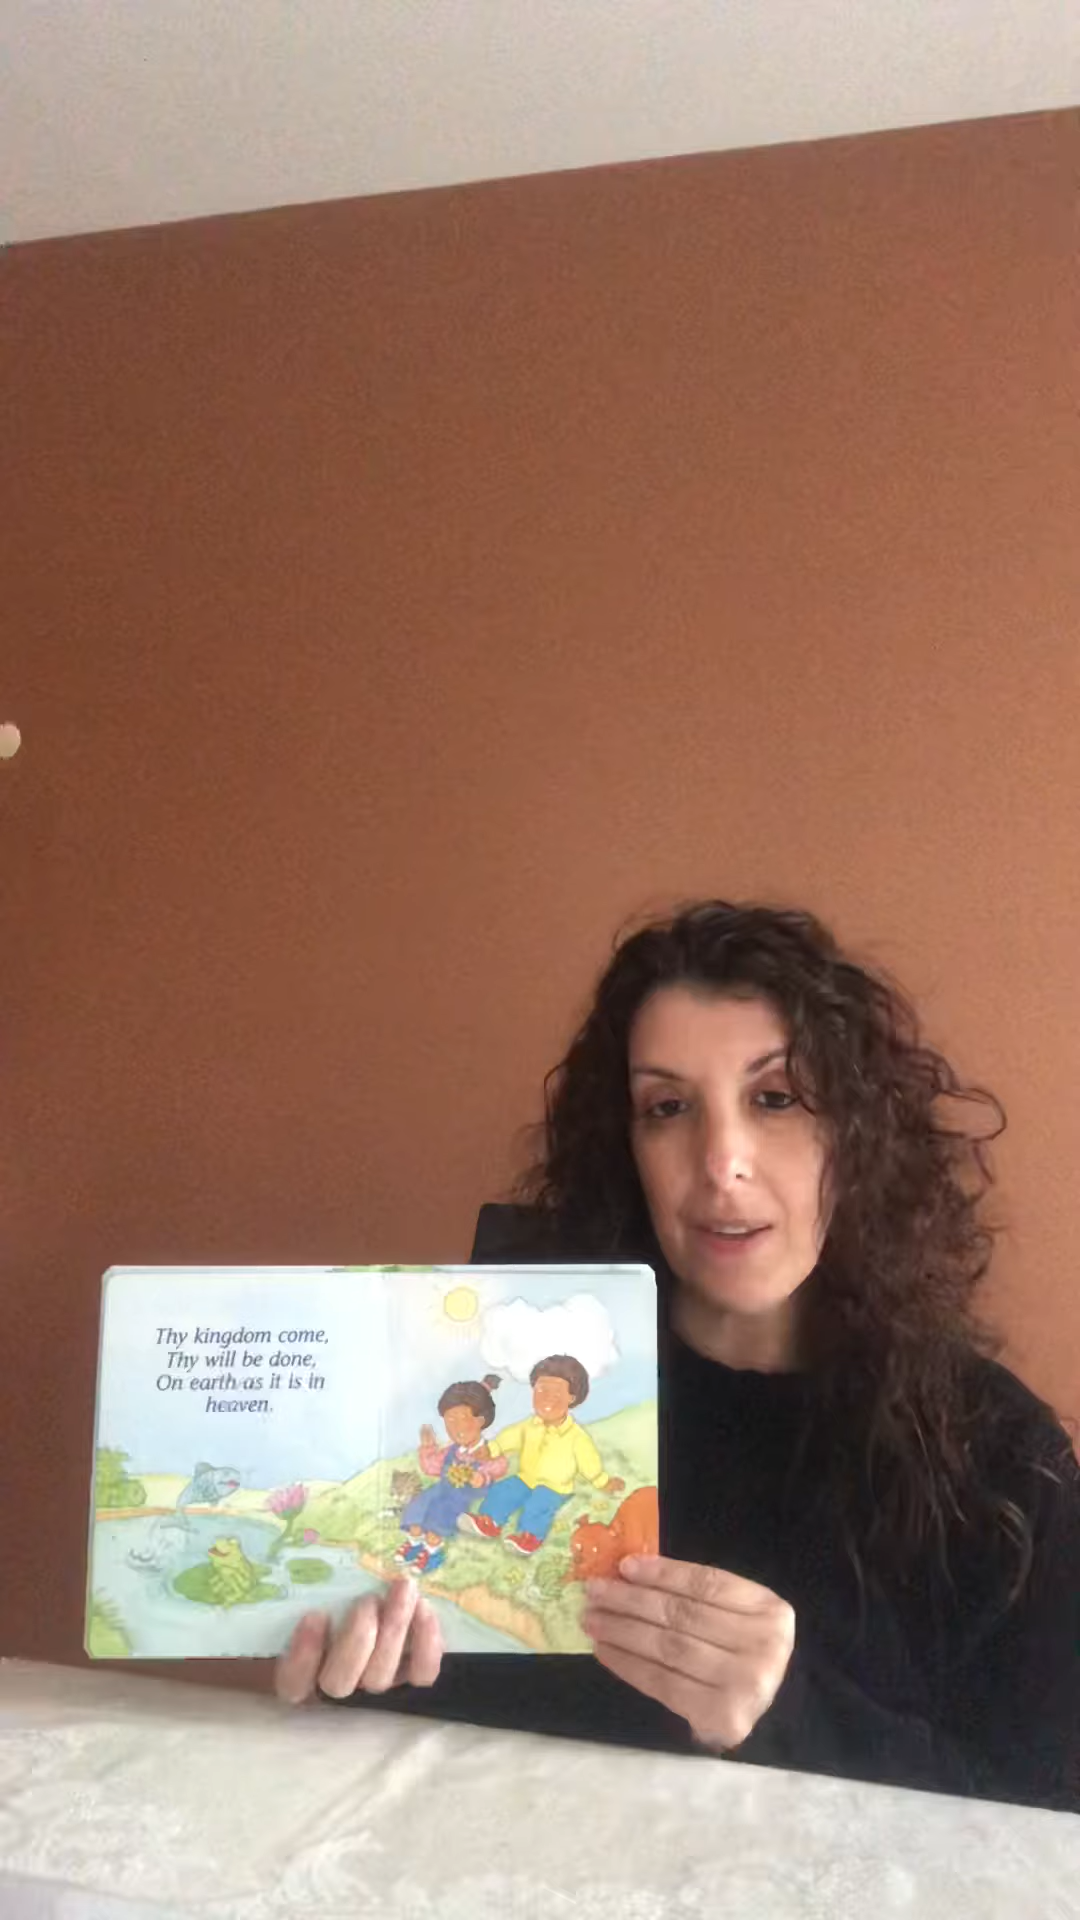 Thy kingdom come,
Thy will be done,
On earth as it is in
heaven.